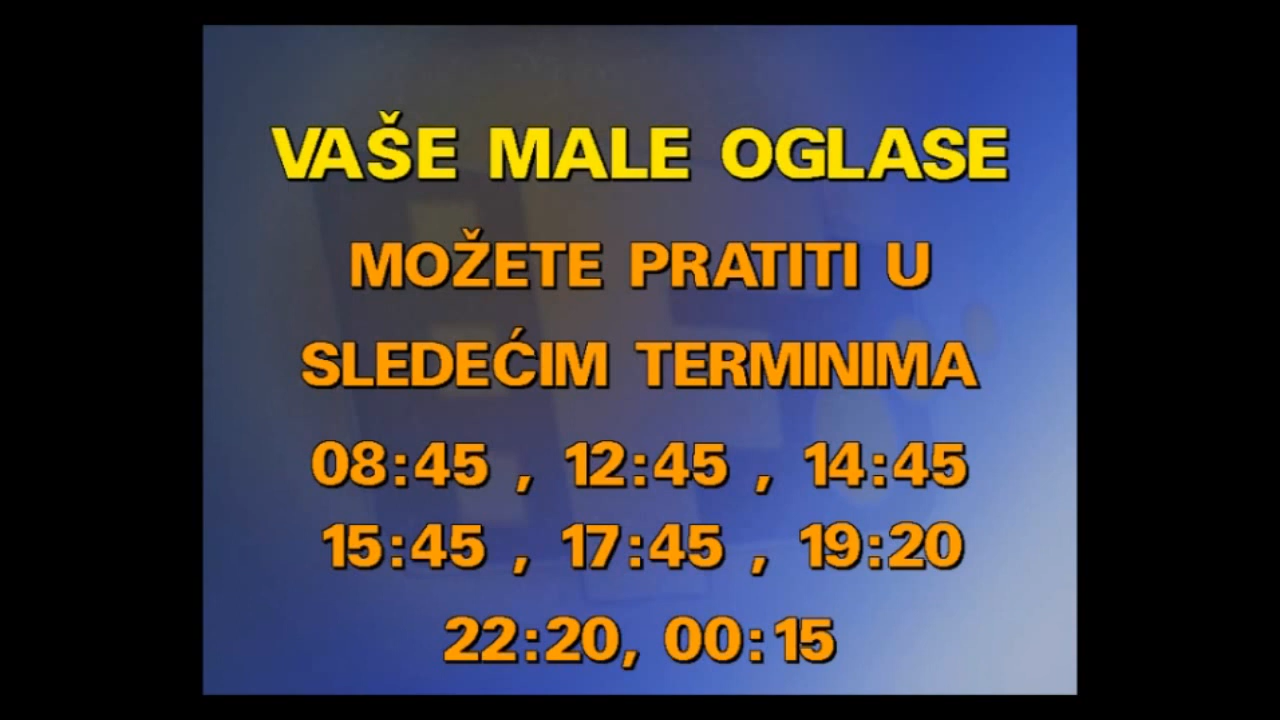 VAŠE MALE OGLASE
MOŽETE PRATITI U
SLEDEĆIM TERMINIMA
08:45 , 12:45 , 14:45
15:45 , 17:45 , 19:20
22:20, 00:15